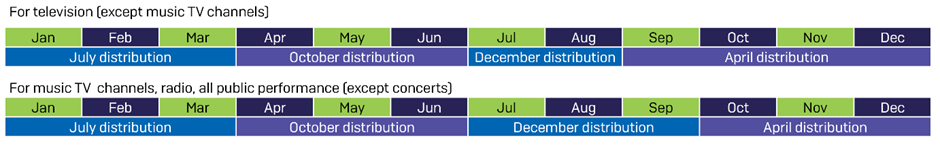 For television (except music TV channels)
Jan Feb Mar Apr May Jun Jul Aug Sep Oct Nov Dec
July distribution October distribution December distribution April distribution
For music TV channels, radio, all public performance (except concerts)
Jan Feb Mar Apr May Jun Jul Aug Sep Oct Nov Dec
July distribution October distribution December distribution April distribution